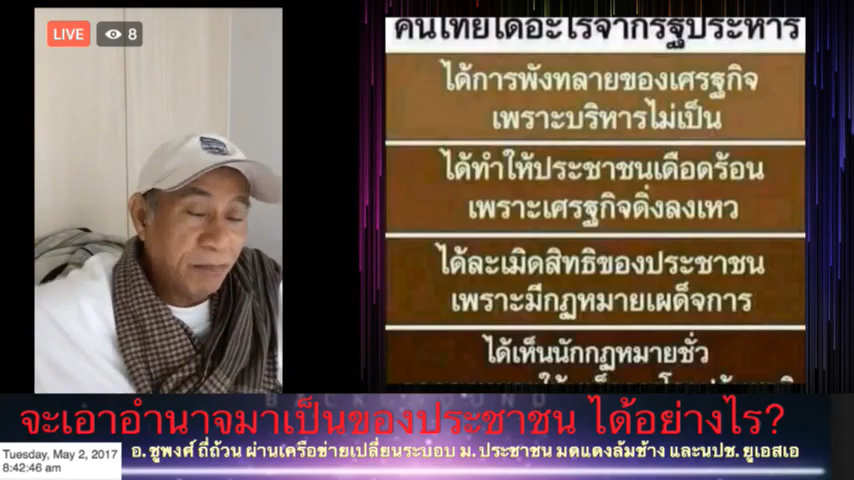 LIVE 8
คนไทยได้อะไรจากรัฐประหาร
ได้การพังทลายของเศรฐกิจ
เพราะบริหารไม่เป็น
ได้ทำให้ประชาชนเดือดร้อน
เพราะเศรฐกิจดิ่งลงเหว
ได้ละเมิดสิทธิของประชาชน
เพราะมีกฏหมายเผด็จการ
ได้เห็นนักกฏหมายชั่ว
จะเอาอำนาจมาเป็นของประชาชน ได้อย่างไร?
อ. ชูพงศ์ ถี่ถ้วน ผ่านเครือข่ายเปลี่ยนระบอบ ม. ประชาชน มดแดงล้มช้าง และนปช. ยูเอสเอ
Tuesday, May 2, 2017
8:42:46 am